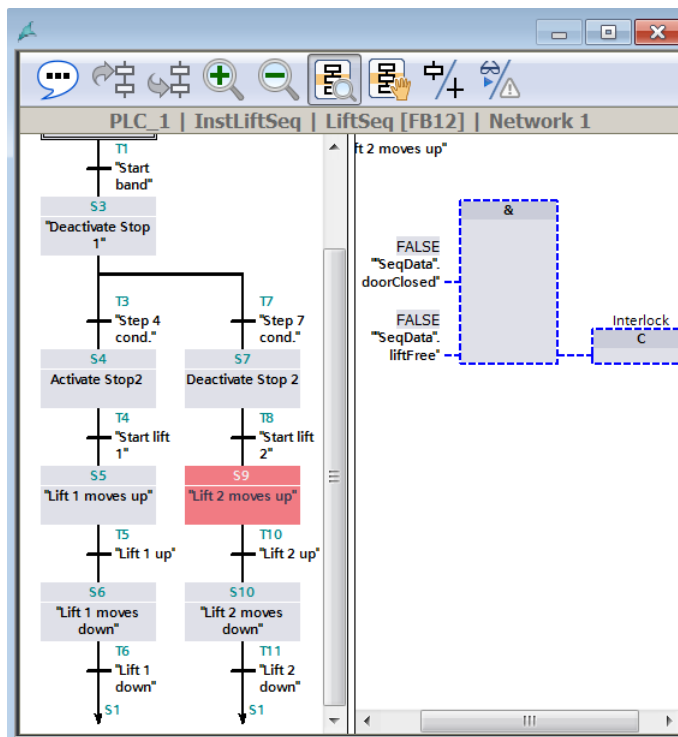 PLC_1 | InstLiftSeq | LiftSeq [FB12] | Network 1
T1
"Start
band"
S3
"Deactivate Stop
1"
T3
"Step 4
cond."
T7
"Step 7
cond."
S4
Activate Stop2
S7
Deactivate Stop 2
T4
"Start lift
1"
T8
"Start lift
2"
S5
"Lift 1 moves up"
S9
"Lift 2 moves up"
T5
"Lift 1 up"
T10
"Lift 2 up"
S6
"Lift 1 moves
down"
S10
"Lift 2 moves
down"
T6
"Lift 1
down"
T11
"Lift 2
down"
S1
S1
ft 2 moves up"
&
FALSE
""SeqData".
doorClosed"
FALSE
""SeqData".
liftFree"
Interlock
C